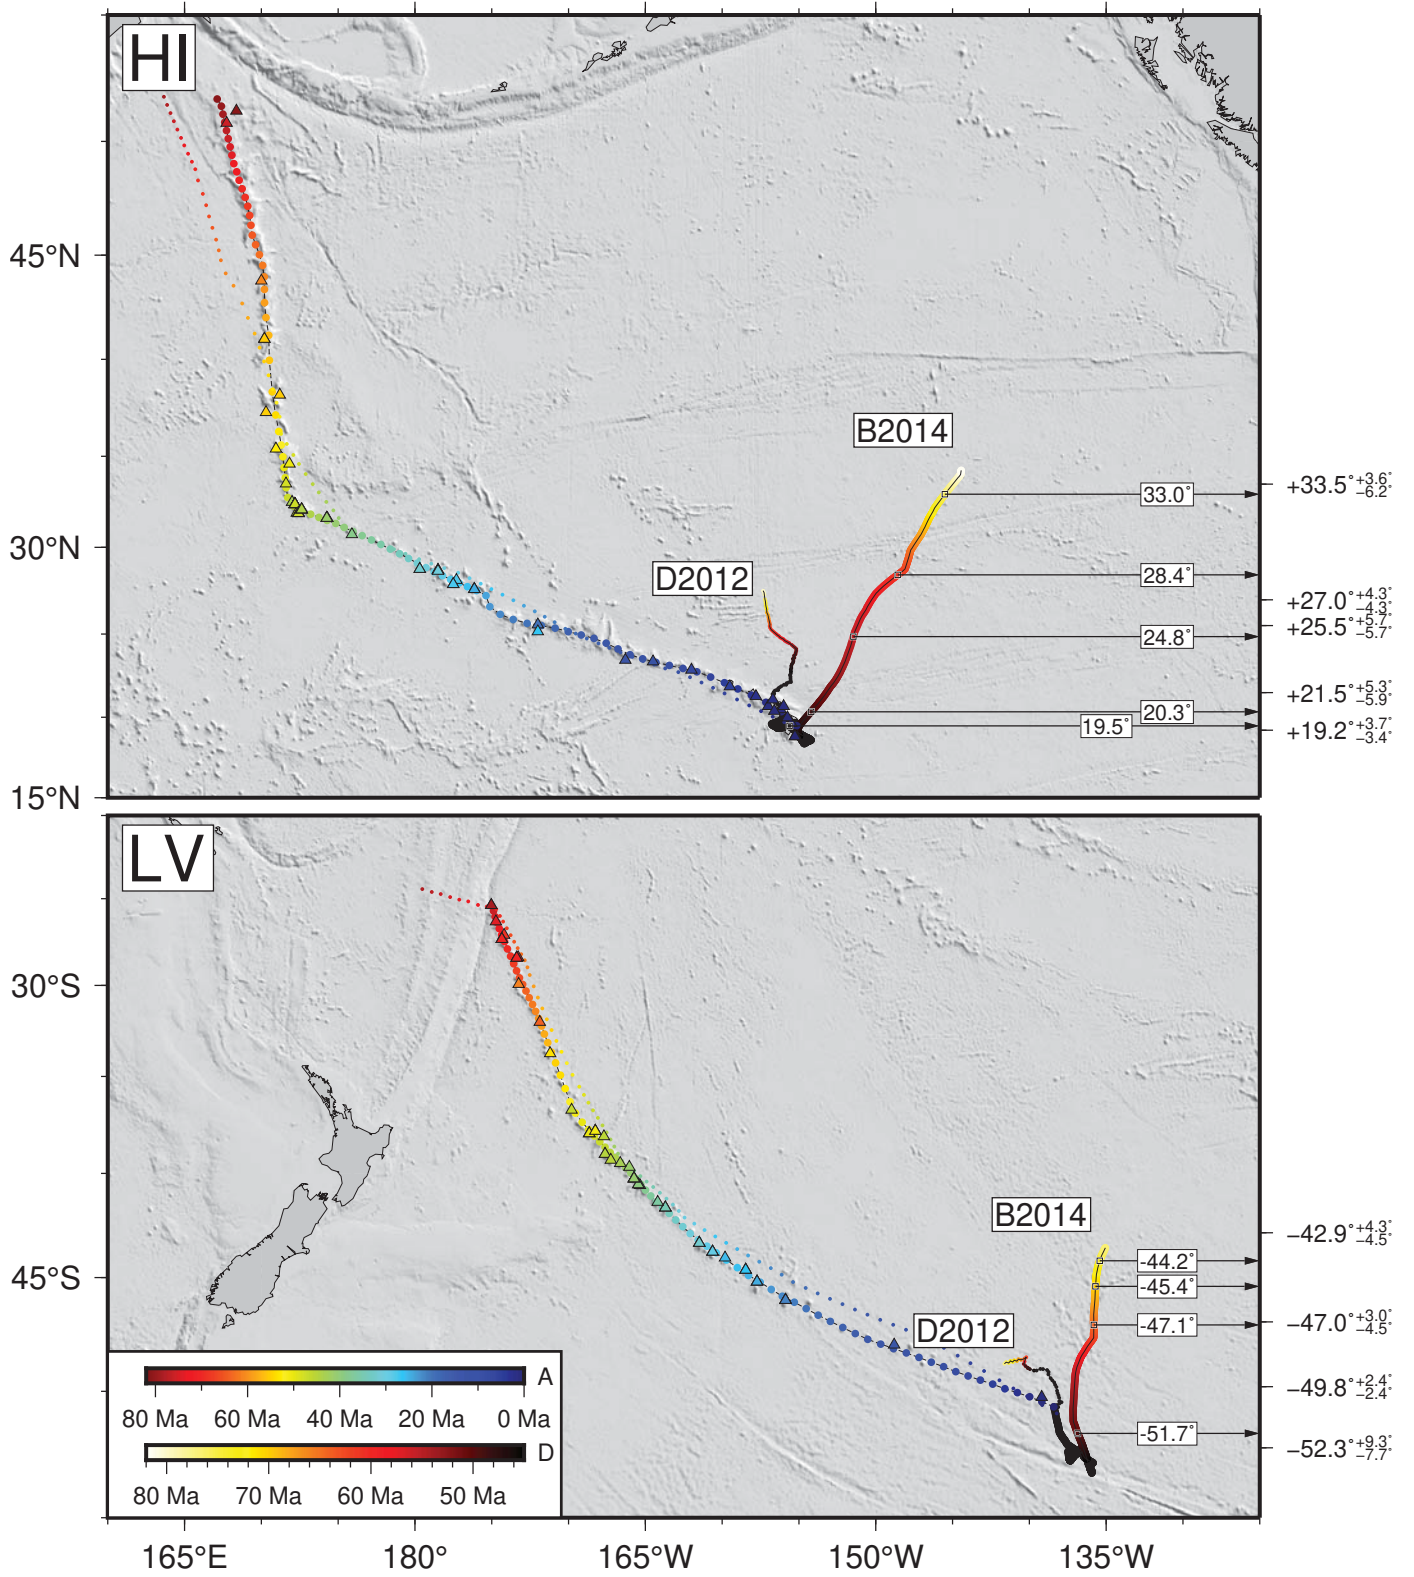 HI
45°N
30°N
15°N
B2014
D2012
33.0°
28.4°
24.8°
20.3°
19.5°
+33.5° +3.6° −6.2°
+27.0° +4.3° −4.3°
+25.5° +5.7° −5.7°
+21.5° +5.3° −5.9°
+19.2° +3.7° −3.4°
LV
30°S
45°S
B2014
D2012
-44.2°
-45.4°
-47.1°
-51.7°
−42.9° +4.3° −4.5°
−47.0° +3.0° −4.5°
−49.8° +2.4° −2.4°
−52.3° +9.3° −7.7°
A
80 Ma 60 Ma 40 Ma 20 Ma 0 Ma
D
80 Ma 70 Ma 60 Ma 50 Ma
165°E 180° 165°W 150°W 135°W